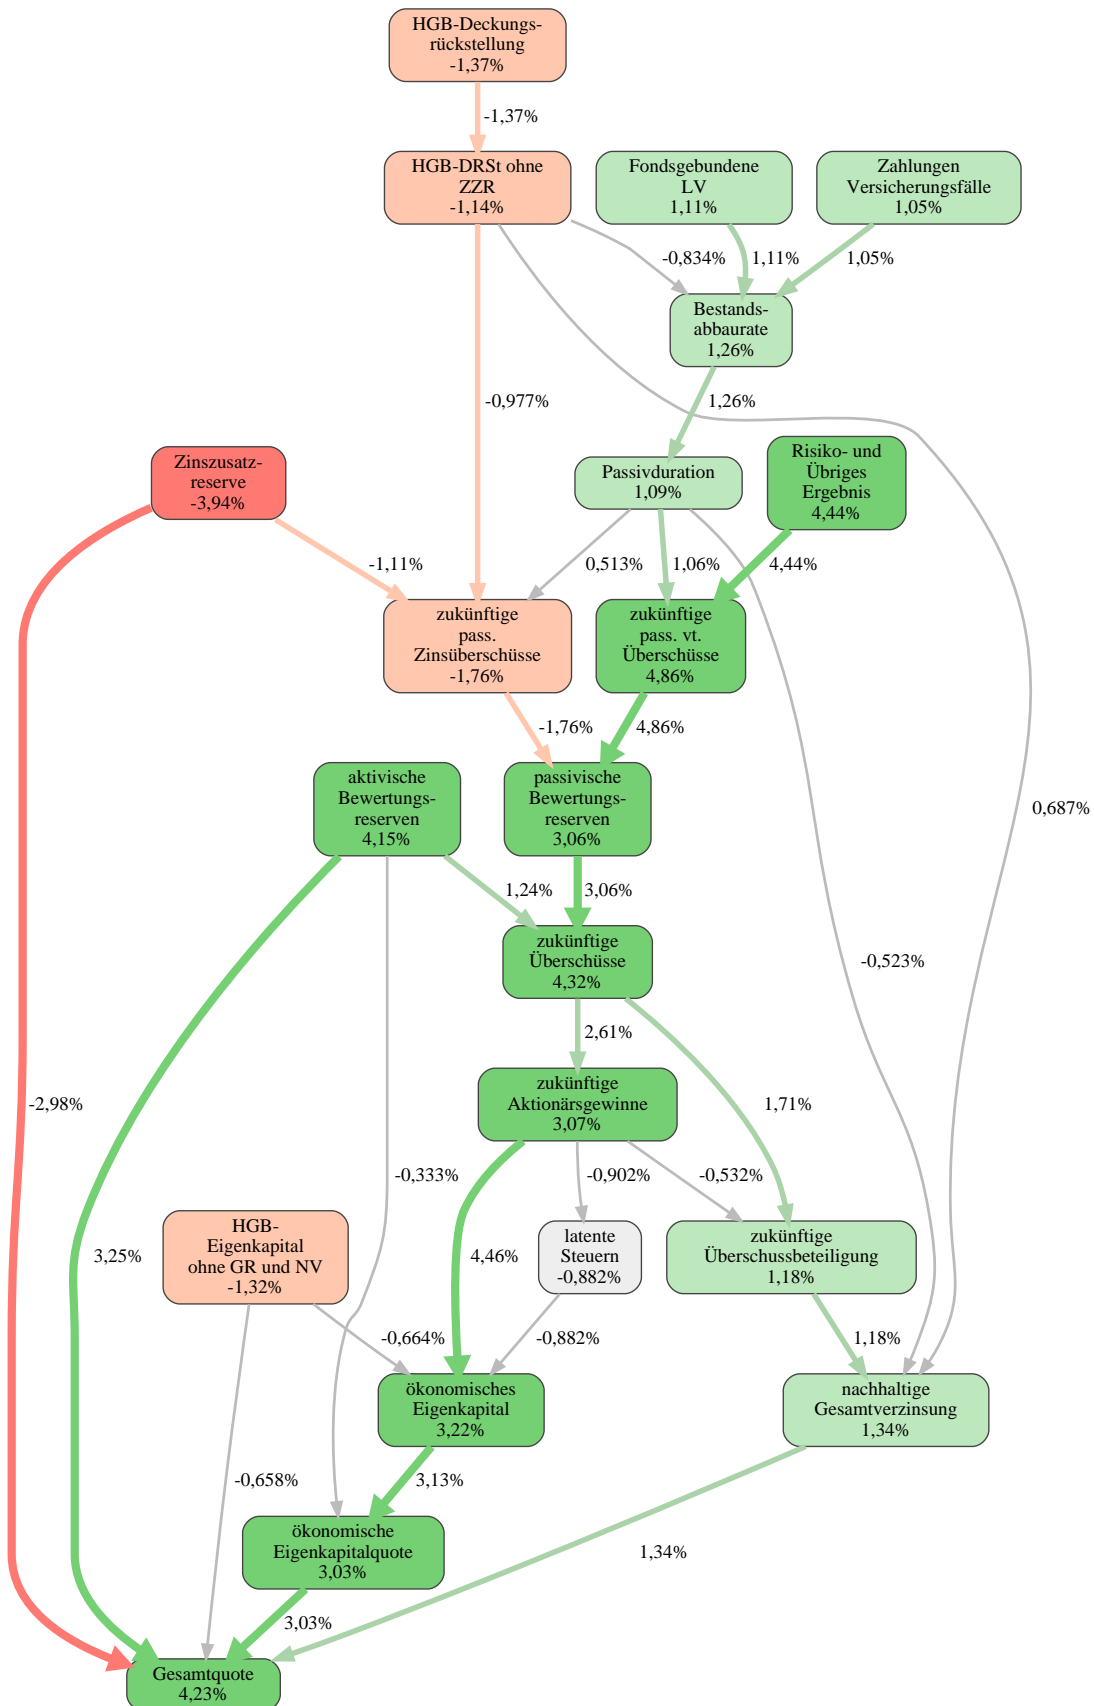 HGB-Deckungs-
rückstellung
-1,37%
-1,37%
HGB-DRSt ohne
ZZR
-1,14%
Fondsgebundene
LV
1,11%
Zahlungen
Versicherungsfälle
1,05%
-0,834%
1,11%
1,05%
Bestands-
abbaurate
1,26%
-0,977%
1,26%
Zinszusatz-
reserve
-3,94%
Passivduration
1,09%
Risiko- und
Übriges
Ergebnis
4,44%
-1,11%
0,513%
1,06%
4,44%
zukünftige
pass.
Zinsüberschüsse
-1,76%
zukünftige
pass. vt.
Überschüsse
4,86%
-1,76%
4,86%
aktivische
Bewertungs-
reserven
4,15%
passivische
Bewertungs-
reserven
3,06%
0,687%
1,24%
3,06%
zukünftige
Überschüsse
4,32%
-0,523%
2,61%
zukünftige
Aktionärsgewinne
3,07%
-2,98%
1,71%
-0,333%
-0,902%
-0,532%
HGB-
Eigenkapital
ohne GR und NV
-1,32%
3,25%
4,46%
latente
Steuern
-0,882%
zukünftige
Überschussbeteiligung
1,18%
-0,664%
-0,882%
1,18%
ökonomisches
Eigenkapital
3,22%
nachhaltige
Gesamtverzinsung
1,34%
-0,658%
3,13%
ökonomische
Eigenkapitalquote
3,03%
1,34%
3,03%
Gesamtquote
4,23%